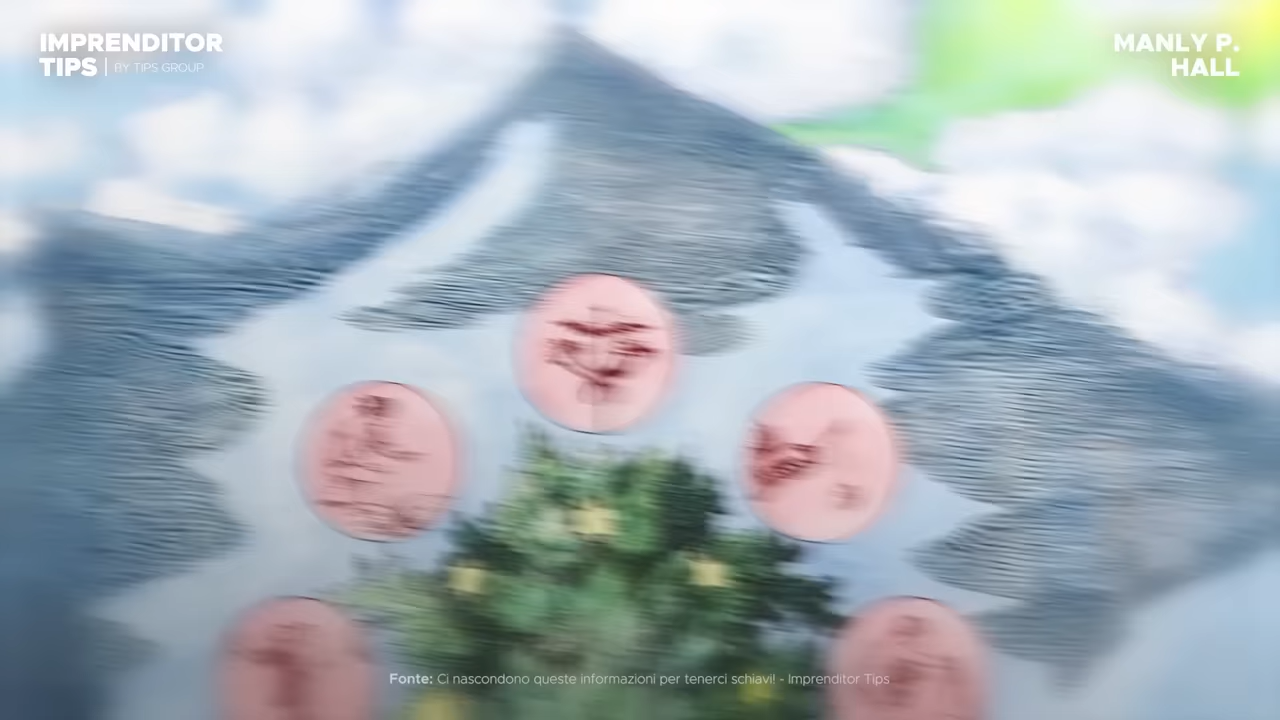 IMPRENDITOR
TIPS | BY TIPS GROUP
MANLY P.
HALL
Fonte: Ci nascondono queste informazioni per tenerci schiavi! - Imprenditor Tips